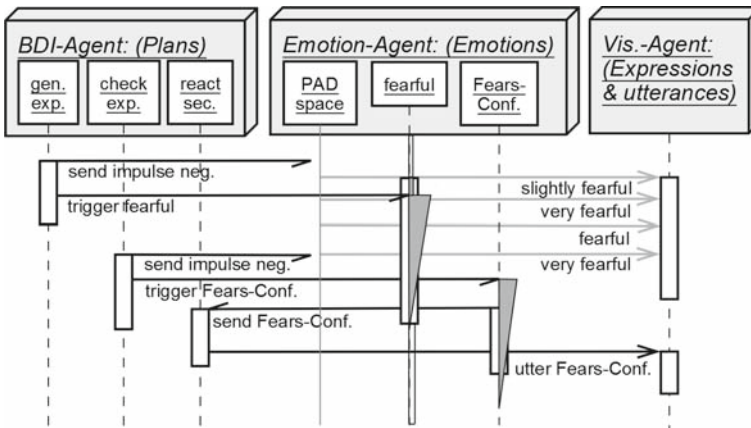 BDI-Agent: (Plans)
gen.
exp.
check
exp.
react
sec.
Emotion-Agent: (Emotions)
PAD
space
fearful
Fears-
Conf.
Vis.-Agent:
(Expressions
& utterances)
send impulse neg.
slightly fearful
trigger fearful
very fearful
fearful
send impulse neg.
very fearful
trigger Fears-Conf.
send Fears-Conf.
utter Fears-Conf.